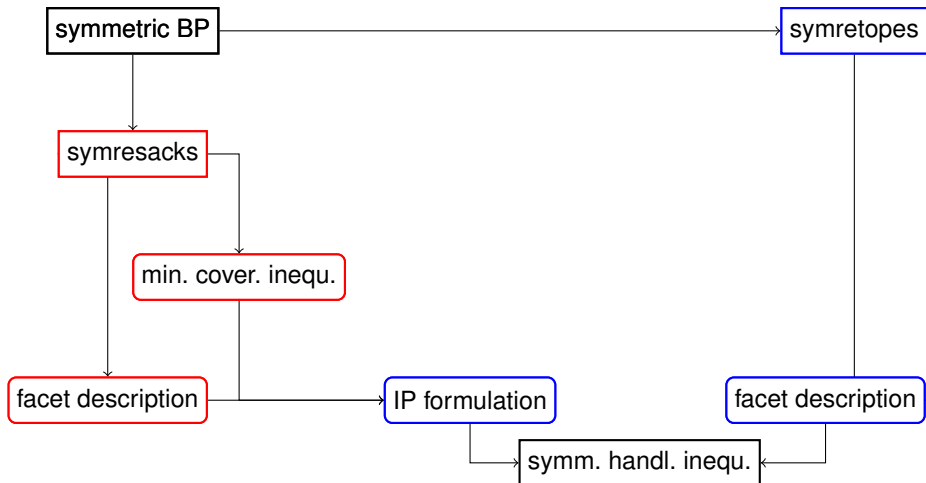 symmetric BP
symretopes
symresacks
min. cover. inequ.
facet description
IP formulation
facet description
symm. handl. inequ.